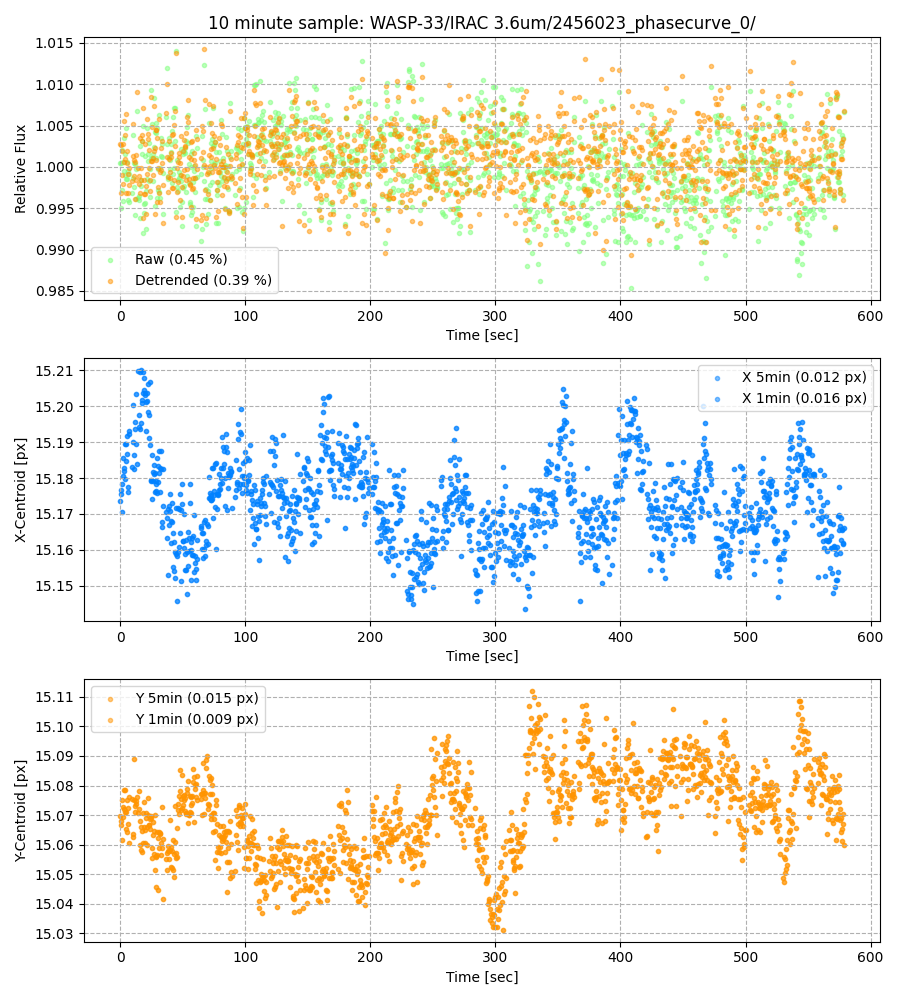 10 minute sample: WASP-33/IRAC 3.6um/2456023_phasecurve_0/
1.015
1.010
1.005
1.000
0.995
0.990
0.985
Relative Flux
Raw (0.45 %)
Detrended (0.39 %)
0 100 200 300 400 500 600
Time [sec]
15.21
15.20
15.19
15.18
15.17
15.16
15.15
X-Centroid [px]
X 5min (0.012 px)
X 1min (0.016 px)
0 100 200 300 400 500 600
Time [sec]
15.11
15.10
15.09
15.08
15.07
15.06
15.05
15.04
15.03
Y-Centroid [px]
Y 5min (0.015 px)
Y 1min (0.009 px)
0 100 200 300 400 500 600
Time [sec]